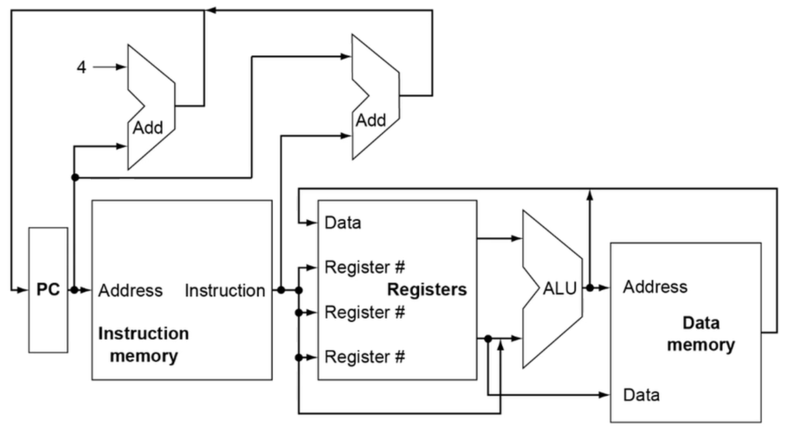 4
Add
Add
PC
Address
Instruction
Instruction
memory
Data
Register #
Registers
Register #
Register #
ALU
Address
Data
memory
Data